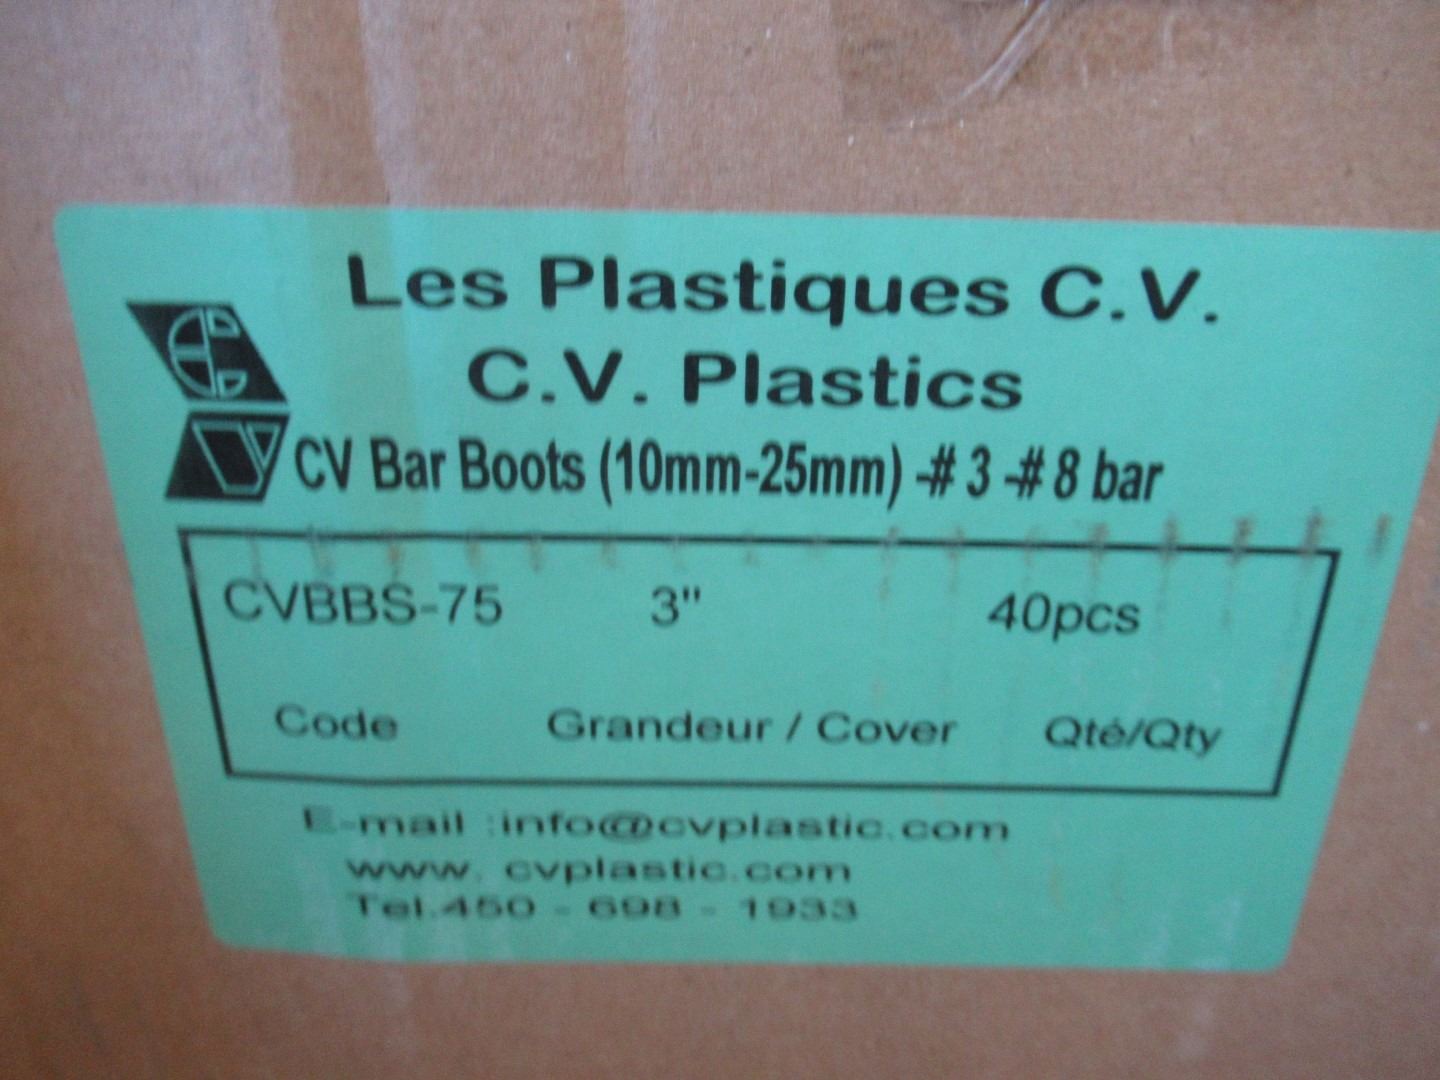 Les Plastiques C.V.
C.V. Plastics
CV Bar Boots (10mm-25mm) -# 3 -# 8 bar
CVBBS-75 3" 40pcs
Code Grandeur / Cover Qté/Qty
E-mail :info@cvplastic.com
www. cvplastic.com
Tel.450 - 698 - 1933